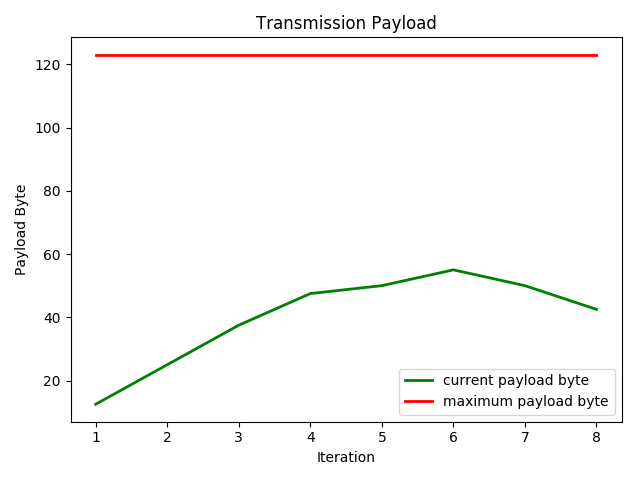 Transmission Payload
Payload Byte
120
100
80
60
40
20
current payload byte
maximum payload byte
1 2 3 4 5 6 7 8
Iteration